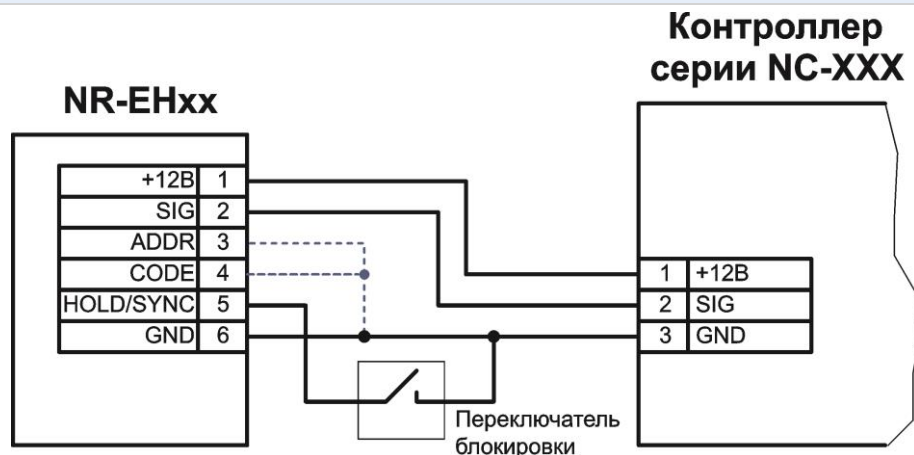 Контроллер
серии NC-XXX
NR-EHxx
+12В 1
SIG 2
ADDR 3
CODE 4
HOLD/SYNC 5
GND 6
1 +12В
2 SIG
3 GND
Переключатель
блокировки